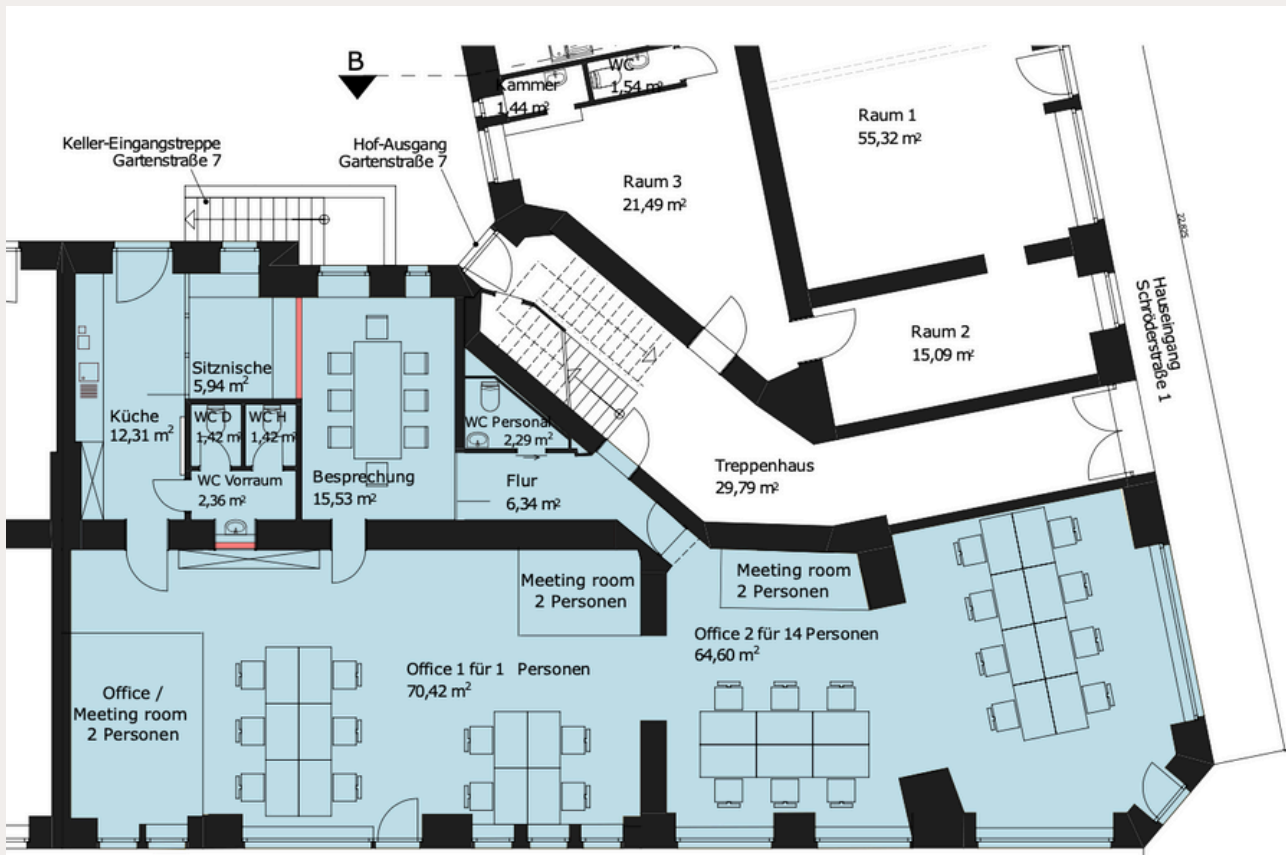 B
Keller-Eingangstreppe
Gartenstraße 7
Hof-Ausgang
Gartenstraße 7
Kammer
1,44 m²
WC
1,54 m²
Raum 1
55,32 m²
Raum 3
21,49 m²
22,825
Hauseingang
Schröderstraße 1
Raum 2
15,09 m²
Sitznische
5,94 m²
Küche
12,31 m²
WC D
1,42 m²
WC H
1,42 m²
WC Vorraum
2,36 m²
Besprechung
15,53 m²
WC Personal
2,29 m²
Flur
6,34 m²
Treppenhaus
29,79 m²
Meeting room
2 Personen
Meeting room
2 Personen
Office 2 für 14 Personen
64,60 m²
Office 1 für 1 Personen
70,42 m²
Office /
Meeting room
2 Personen